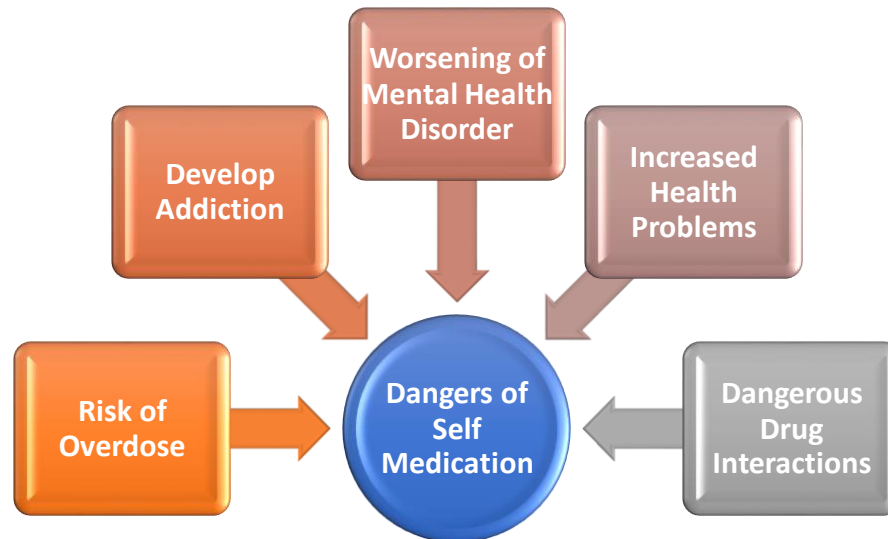 Worsening of
Mental Health
Disorder
Develop
Addiction
Increased
Health
Problems
Risk of
Overdose
Dangers of
Self
Medication
Dangerous
Drug
Interactions